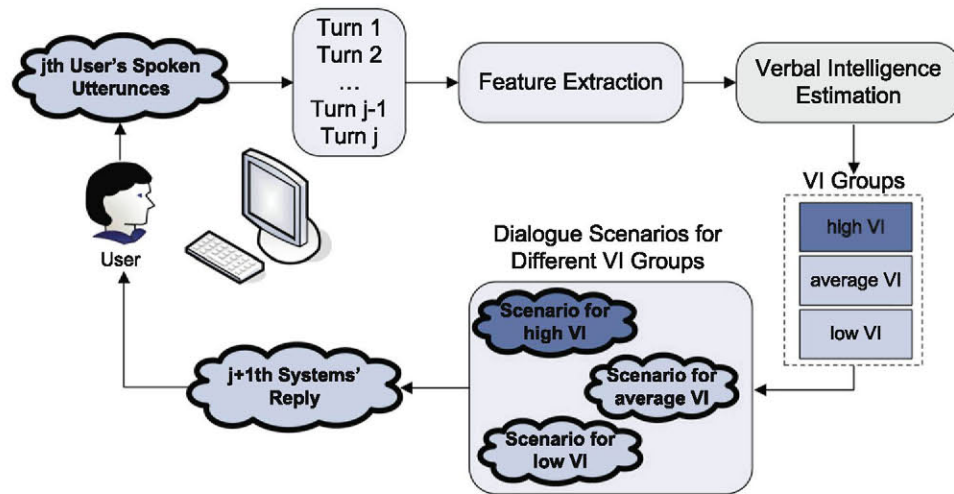 jth User's Spoken
Utterunces
Turn 1
Turn 2
...
Turn j-1
Turn j
Feature Extraction
Verbal Intelligence
Estimation
VI Groups
high VI
average VI
low VI
Dialogue Scenarios for
Different VI Groups
Scenario for
high VI
Scenario for
average VI
Scenario for
low VI
j+1th Systems'
Reply
User